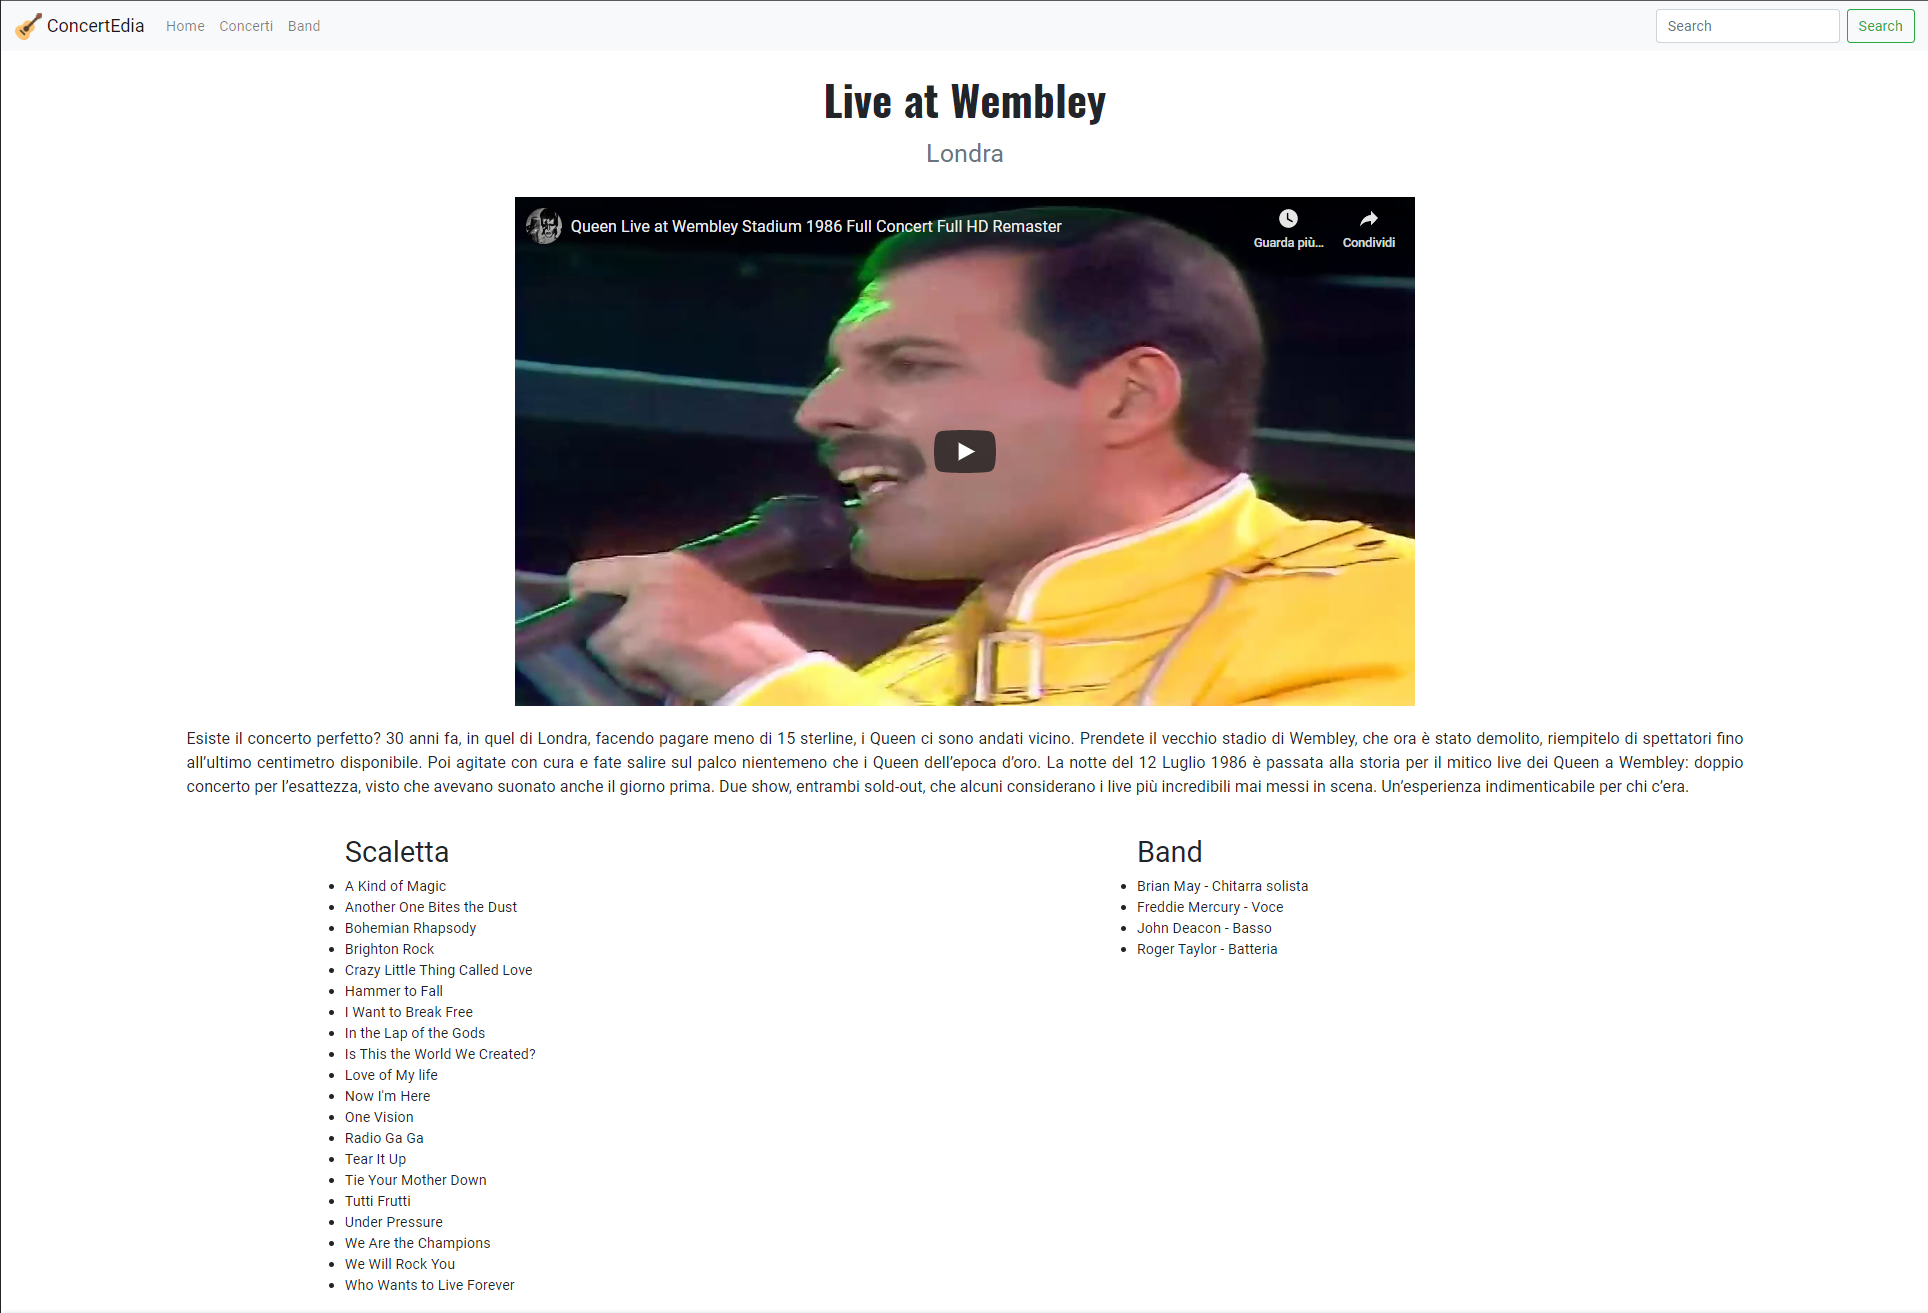 ConcertEdia Home Concerti Band Search Search
Live at Wembley
Londra
Queen Live at Wembley Stadium 1986 Full Concert Full HD Remaster
Guarda più... Condividi
Esiste il concerto perfetto? 30 anni fa, in quel di Londra, facendo pagare meno di 15 sterline, i Queen ci sono andati vicino. Prendete il vecchio stadio di Wembley, che ora è stato demolito, riempitelo di spettatori fino
all’ultimo centimetro disponibile. Poi agitate con cura e fate salire sul palco nientemeno che i Queen dell’epoca d’oro. La notte del 12 Luglio 1986 è passata alla storia per il mitico live dei Queen a Wembley: doppio
concerto per l’esattezza, visto che avevano suonato anche il giorno prima. Due show, entrambi sold-out, che alcuni considerano i live più incredibili mai messi in scena. Un’esperienza indimenticabile per chi c’era.
Scaletta
A Kind of Magic
Another One Bites the Dust
Bohemian Rhapsody
Brighton Rock
Crazy Little Thing Called Love
Hammer to Fall
I Want to Break Free
In the Lap of the Gods
Is This the World We Created?
Love of My life
Now I'm Here
One Vision
Radio Ga Ga
Tear It Up
Tie Your Mother Down
Tutti Frutti
Under Pressure
We Are the Champions
We Will Rock You
Who Wants to Live Forever
Band
Brian May - Chitarra solista
Freddie Mercury - Voce
John Deacon - Basso
Roger Taylor - Batteria